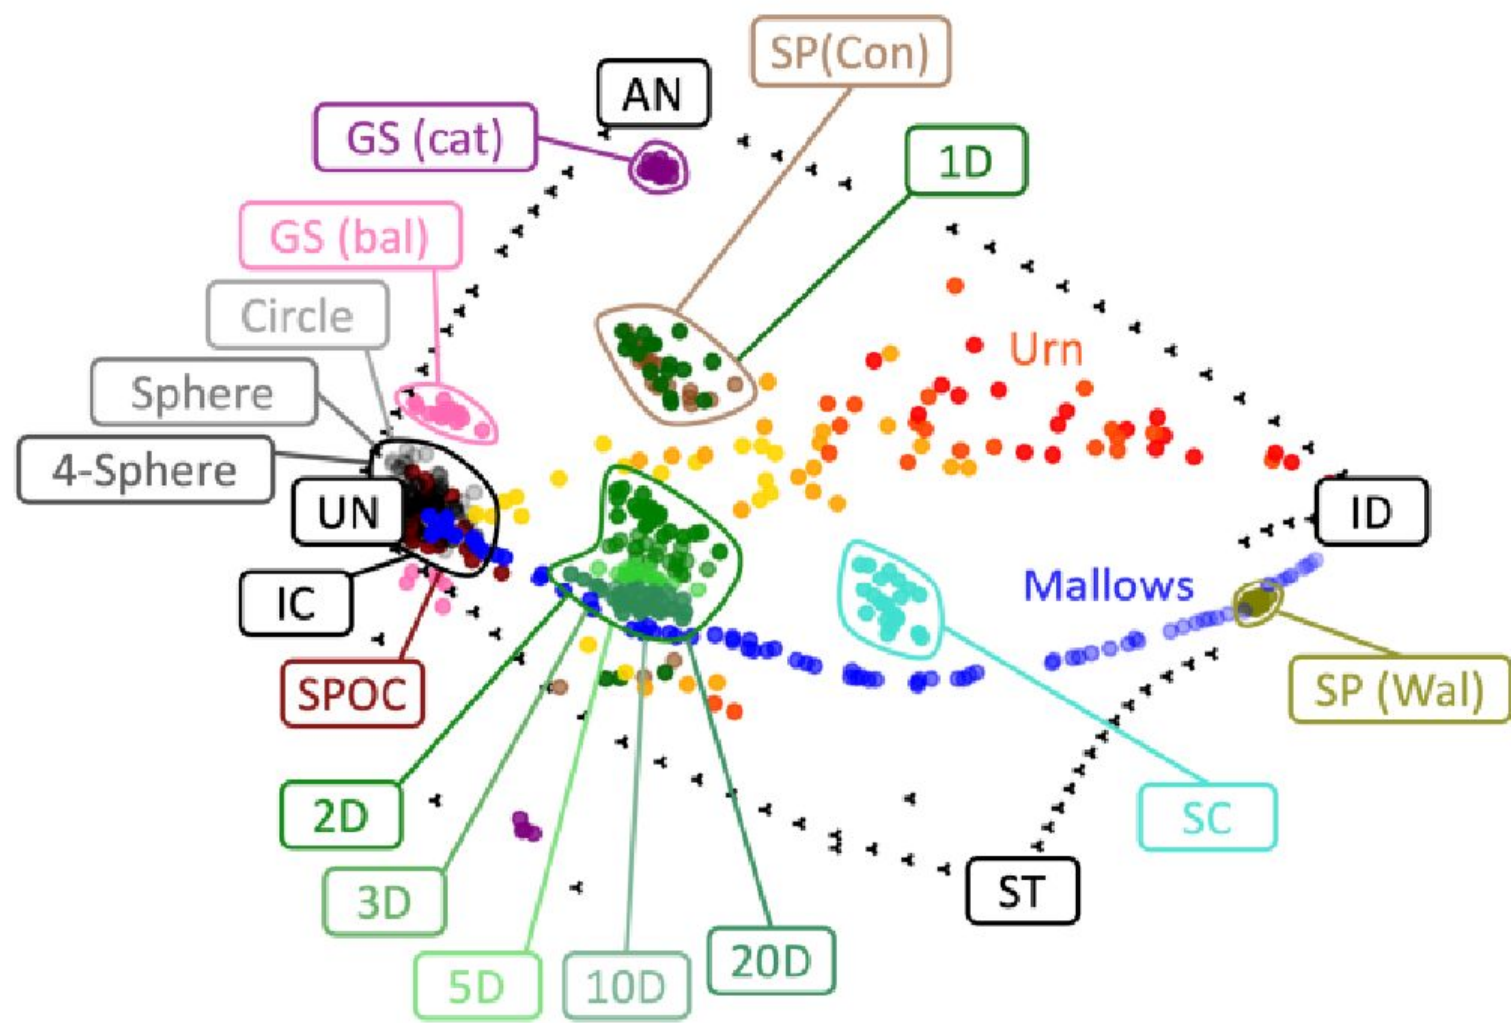 SP(Con)
AN
GS (cat)
1D
GS (bal)
Circle
Urn
Sphere
4-Sphere
UN
ID
IC
Mallows
SPOC
SP (Wal)
2D
SC
3D
ST
20D
5D
10D